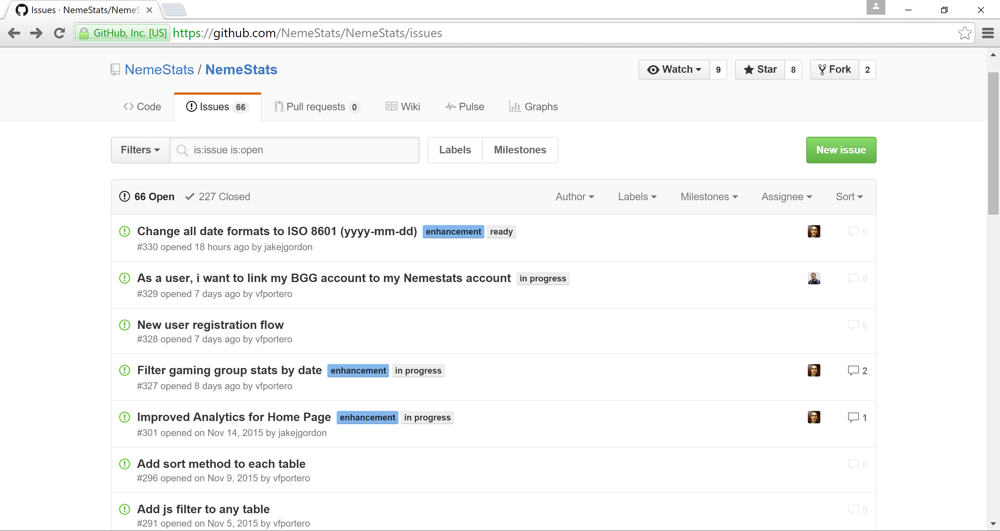 Issues · NemeStats/Neme
GitHub, Inc. [US] https://github.com/NemeStats/NemeStats/issues
NemeStats / NemeStats
Watch 9 Star 8 Fork 2
Code Issues 66 Pull requests 0 Wiki Pulse Graphs
Filters is:issue is:open Labels Milestones New issue
66 Open 227 Closed Author Labels Milestones Assignee Sort
Change all date formats to ISO 8601 (yyyy-mm-dd) enhancement ready 0
#330 opened 18 hours ago by jakejgordon
As a user, i want to link my BGG account to my Nemestats account in progress 0
#329 opened 7 days ago by vfportero
New user registration flow 0
#328 opened 7 days ago by vfportero
Filter gaming group stats by date enhancement in progress 2
#327 opened 8 days ago by vfportero
Improved Analytics for Home Page enhancement in progress 1
#301 opened on Nov 14, 2015 by jakejgordon
Add sort method to each table 0
#296 opened on Nov 9, 2015 by vfportero
Add js filter to any table 0
#291 opened on Nov 5, 2015 by vfportero